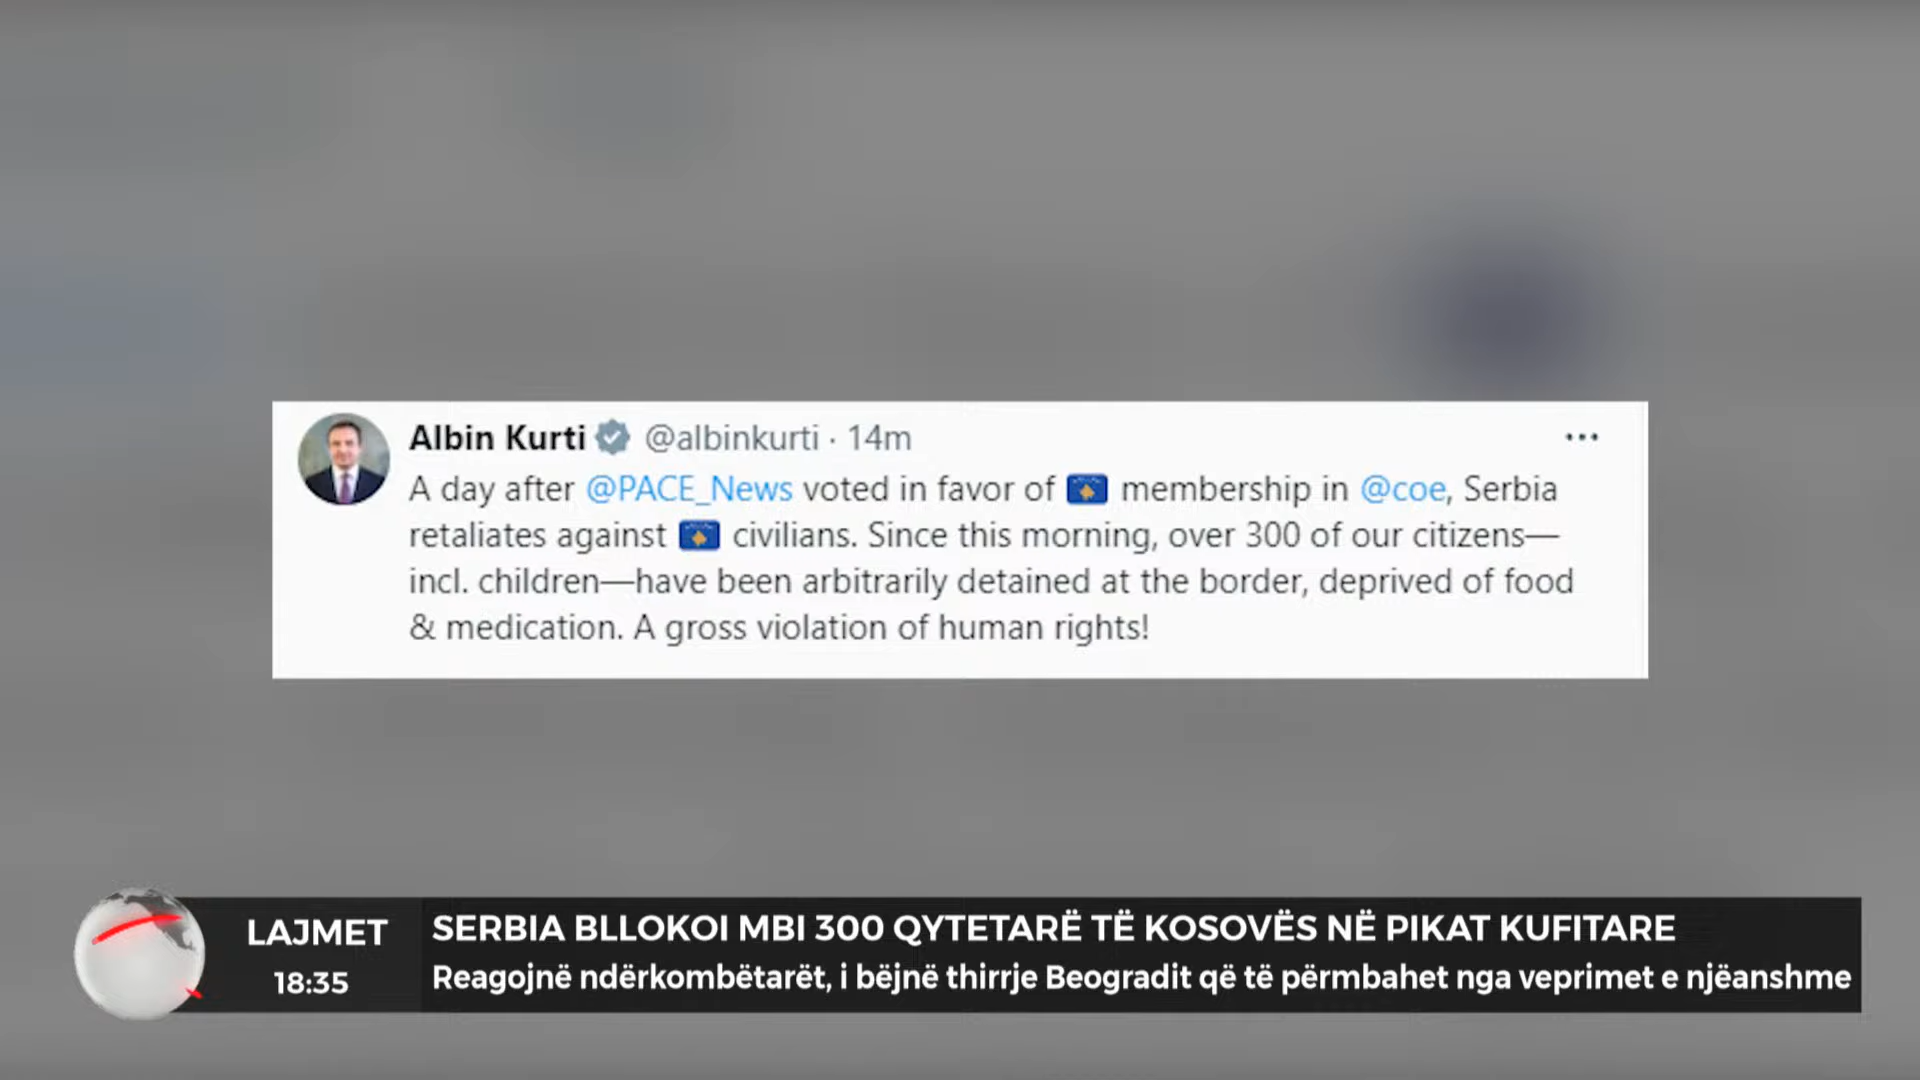 Albin Kurti @albinkurti · 14m
A day after @PACE_News voted in favor of 🇽🇰 membership in @coe, Serbia
retaliates against 🇽🇰 civilians. Since this morning, over 300 of our citizens—
incl. children—have been arbitrarily detained at the border, deprived of food
& medication. A gross violation of human rights!
LAJMET
18:35
SERBIA BLLOKOI MBI 300 QYTETARË TË KOSOVËS NË PIKAT KUFITARE
Reagojnë ndërkombëtarët, i bëjnë thirrje Beogradit që të përmbahet nga veprimet e njëanshme